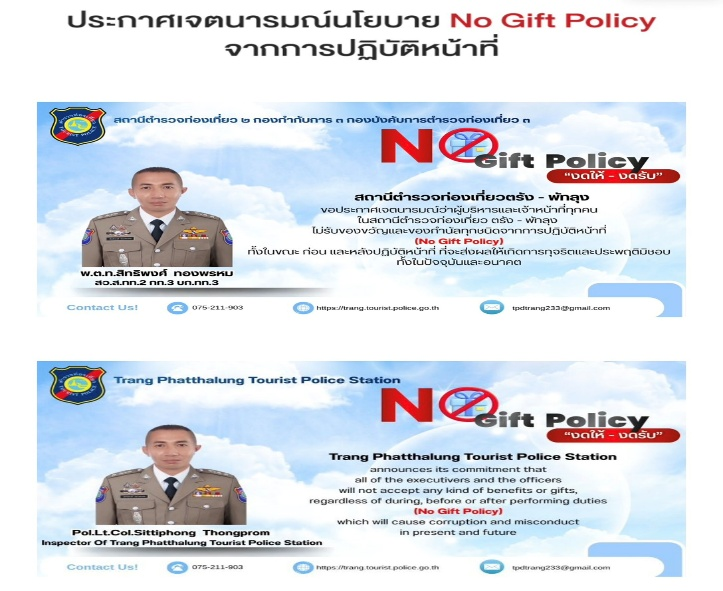 ประกาศเจตนารมณ์นโยบาย No Gift Policy
จากการปฏิบัติหน้าที่
สถานีตำรวจท่องเที่ยว ๒ กองกำกับการ ๓ กองบังคับการตำรวจท่องเที่ยว ๓
NO
Gift Policy
“งดให้ - งดรับ”
สถานีตำรวจท่องเที่ยวตรัง - พัทลุง
ขอประกาศเจตนารมณ์ว่าผู้บริหารและเจ้าหน้าที่ทุกคน
ในสถานีตำรวจท่องเที่ยว ตรัง - พัทลุง
ไม่รับของขวัญและของกำนัลทุกชนิดจากการปฏิบัติหน้าที่
(No Gift Policy)
ทั้งในขณะ ก่อน และหลังปฏิบัติหน้าที่ ที่จะส่งผลให้เกิดการทุจริตและประพฤติมิชอบ
ทั้งในปัจจุบันและอนาคต
พ.ต.ท.สิทธิพงศ์ ทองพรหม
สว.ส.ทท.2 กก.3 บก.ทท.3
Contact Us! 075-211-903 https://trang.tourist.police.go.th tpdtrang233@gmail.com
Trang Phatthalung Tourist Police Station
NO
Gift Policy
“งดให้ - งดรับ”
Trang Phatthalung Tourist Police Station
announces its commitment that
all of the executives and the officers
will not accept any kind of benefits or gifts,
regardless of during, before or after performing duties
(No Gift Policy)
which will cause corruption and misconduct
in present and future
Pol.Lt.Col.Sittiphong Thongprom
Inspector Of Trang Phatthalung Tourist Police Station
Contact Us! 075-211-903 https://trang.tourist.police.go.th tpdtrang233@gmail.com